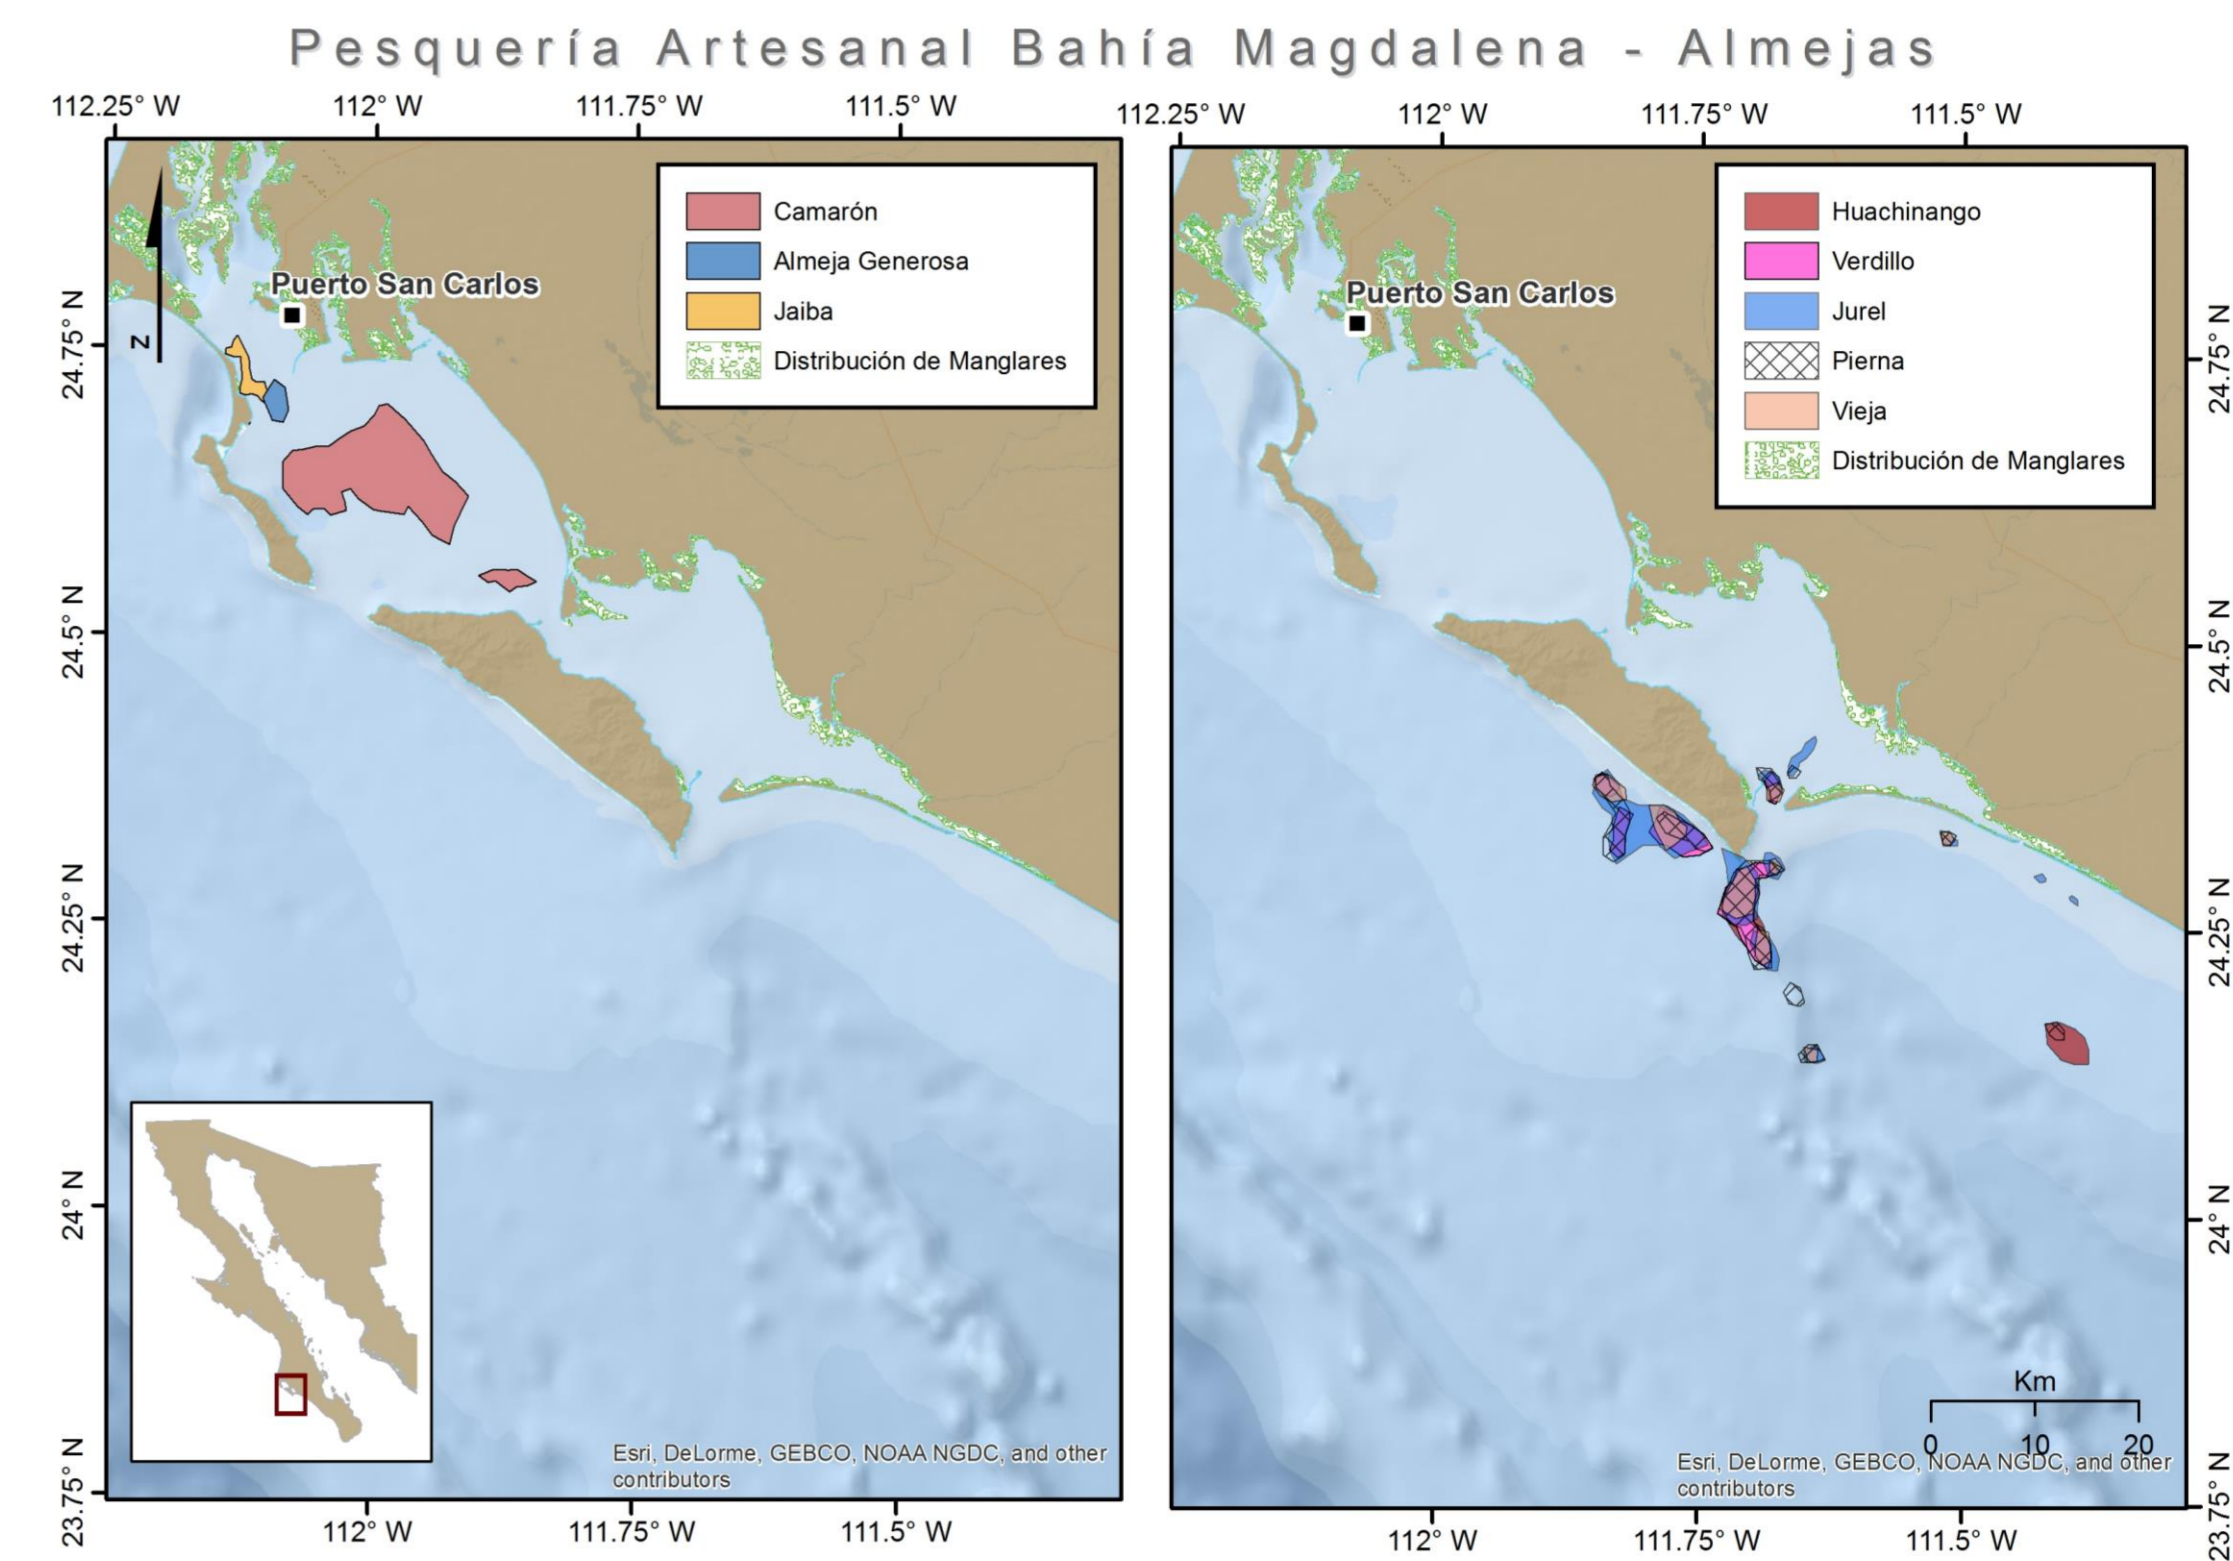 Pesquería Artesanal Bahía Magdalena - Almejas
112.25° W 112° W 111.75° W 111.5° W
112.25° W 112° W 111.75° W 111.5° W
Camarón
Almeja Generosa
Jaiba
Distribución de Manglares
Puerto San Carlos
N
24.75° N
24.5° N
24.25° N
24° N
23.75° N
Esri, DeLorme, GEBCO, NOAA NGDC, and other
contributors
112° W 111.75° W 111.5° W
Huachinango
Verdillo
Jurel
Pierna
Vieja
Distribución de Manglares
Puerto San Carlos
24.75° N
24.5° N
24.25° N
24° N
23.75° N
Km
0 10 20
Esri, DeLorme, GEBCO, NOAA NGDC, and other
contributors
112° W 111.75° W 111.5° W